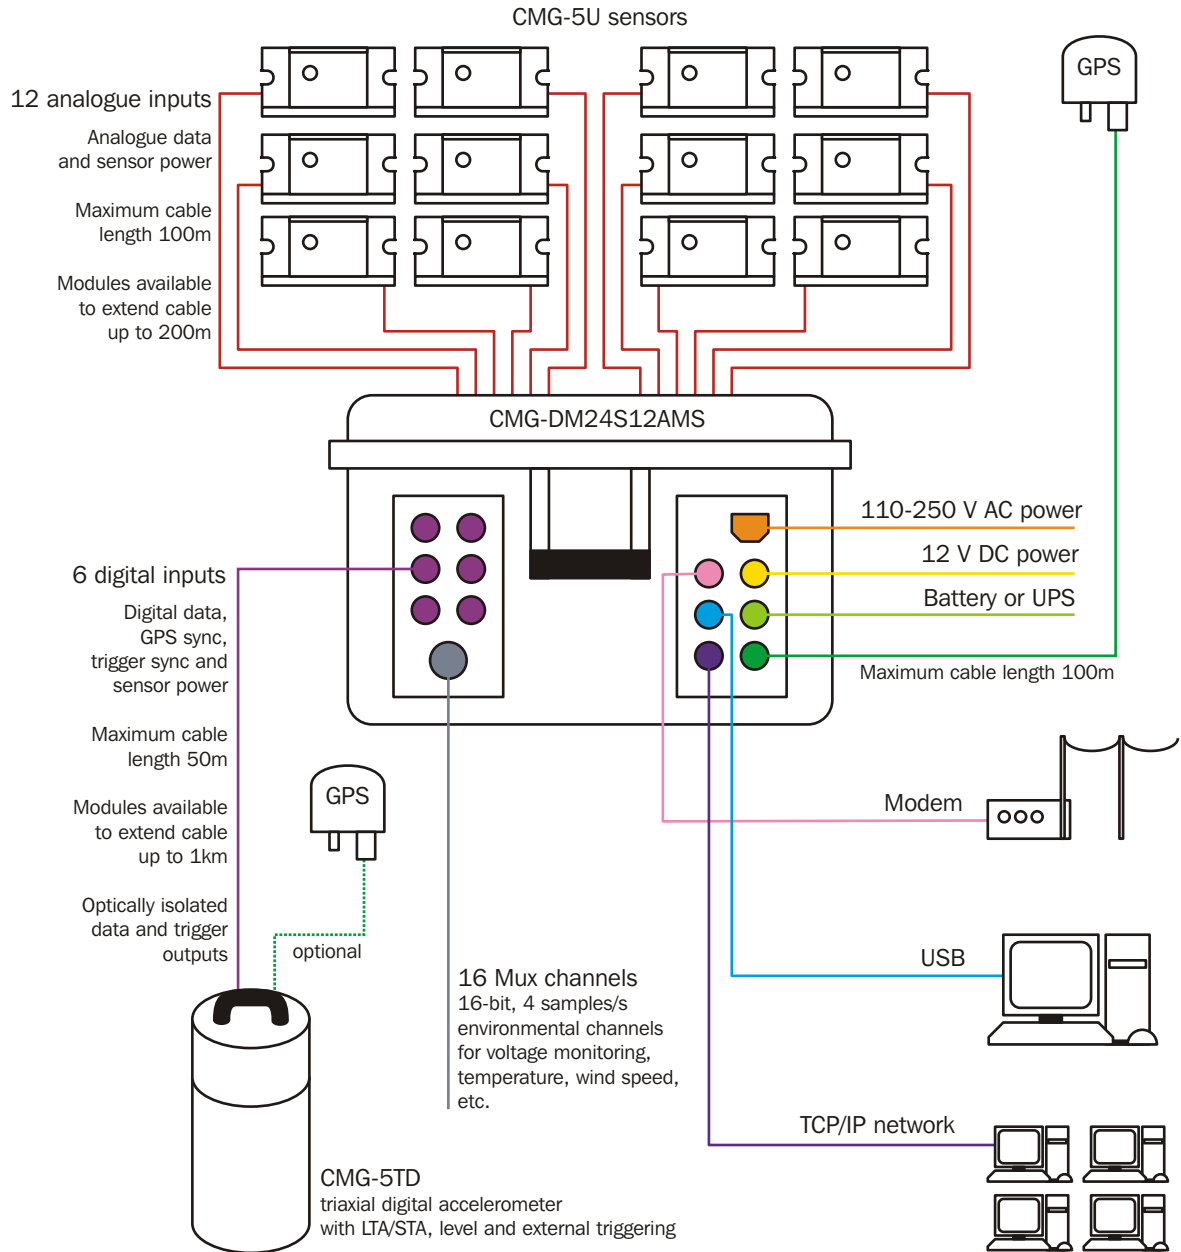 CMG-5U sensors
GPS
12 analogue inputs
Analogue data
and sensor power
Maximum cable
length 100m
Modules available
to extend cable
up to 200m
CMG-DM24S12AMS
110-250 V AC power
12 V DC power
Battery or UPS
Maximum cable length 100m
6 digital inputs
Digital data,
GPS sync,
trigger sync and
sensor power
Maximum cable
length 50m
Modules available
to extend cable
up to 1km
Optically isolated
data and trigger
outputs
GPS
optional
Modem
USB
16 Mux channels
16-bit, 4 samples/s
environmental channels
for voltage monitoring,
temperature, wind speed,
etc.
TCP/IP network
CMG-5TD
triaxial digital accelerometer
with LTA/STA, level and external triggering